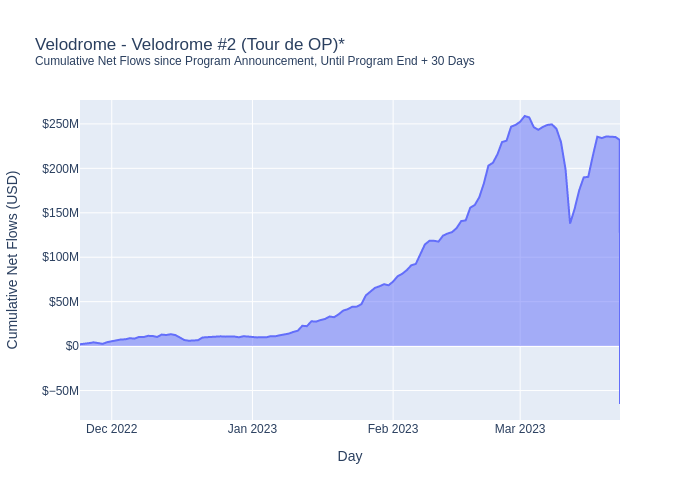 Velodrome - Velodrome #2 (Tour de OP)*
Cumulative Net Flows since Program Announcement, Until Program End + 30 Days
Cumulative Net Flows (USD)
$250M
$200M
$150M
$100M
$50M
$0
$−50M
Dec 2022
Jan 2023
Feb 2023
Mar 2023
Day